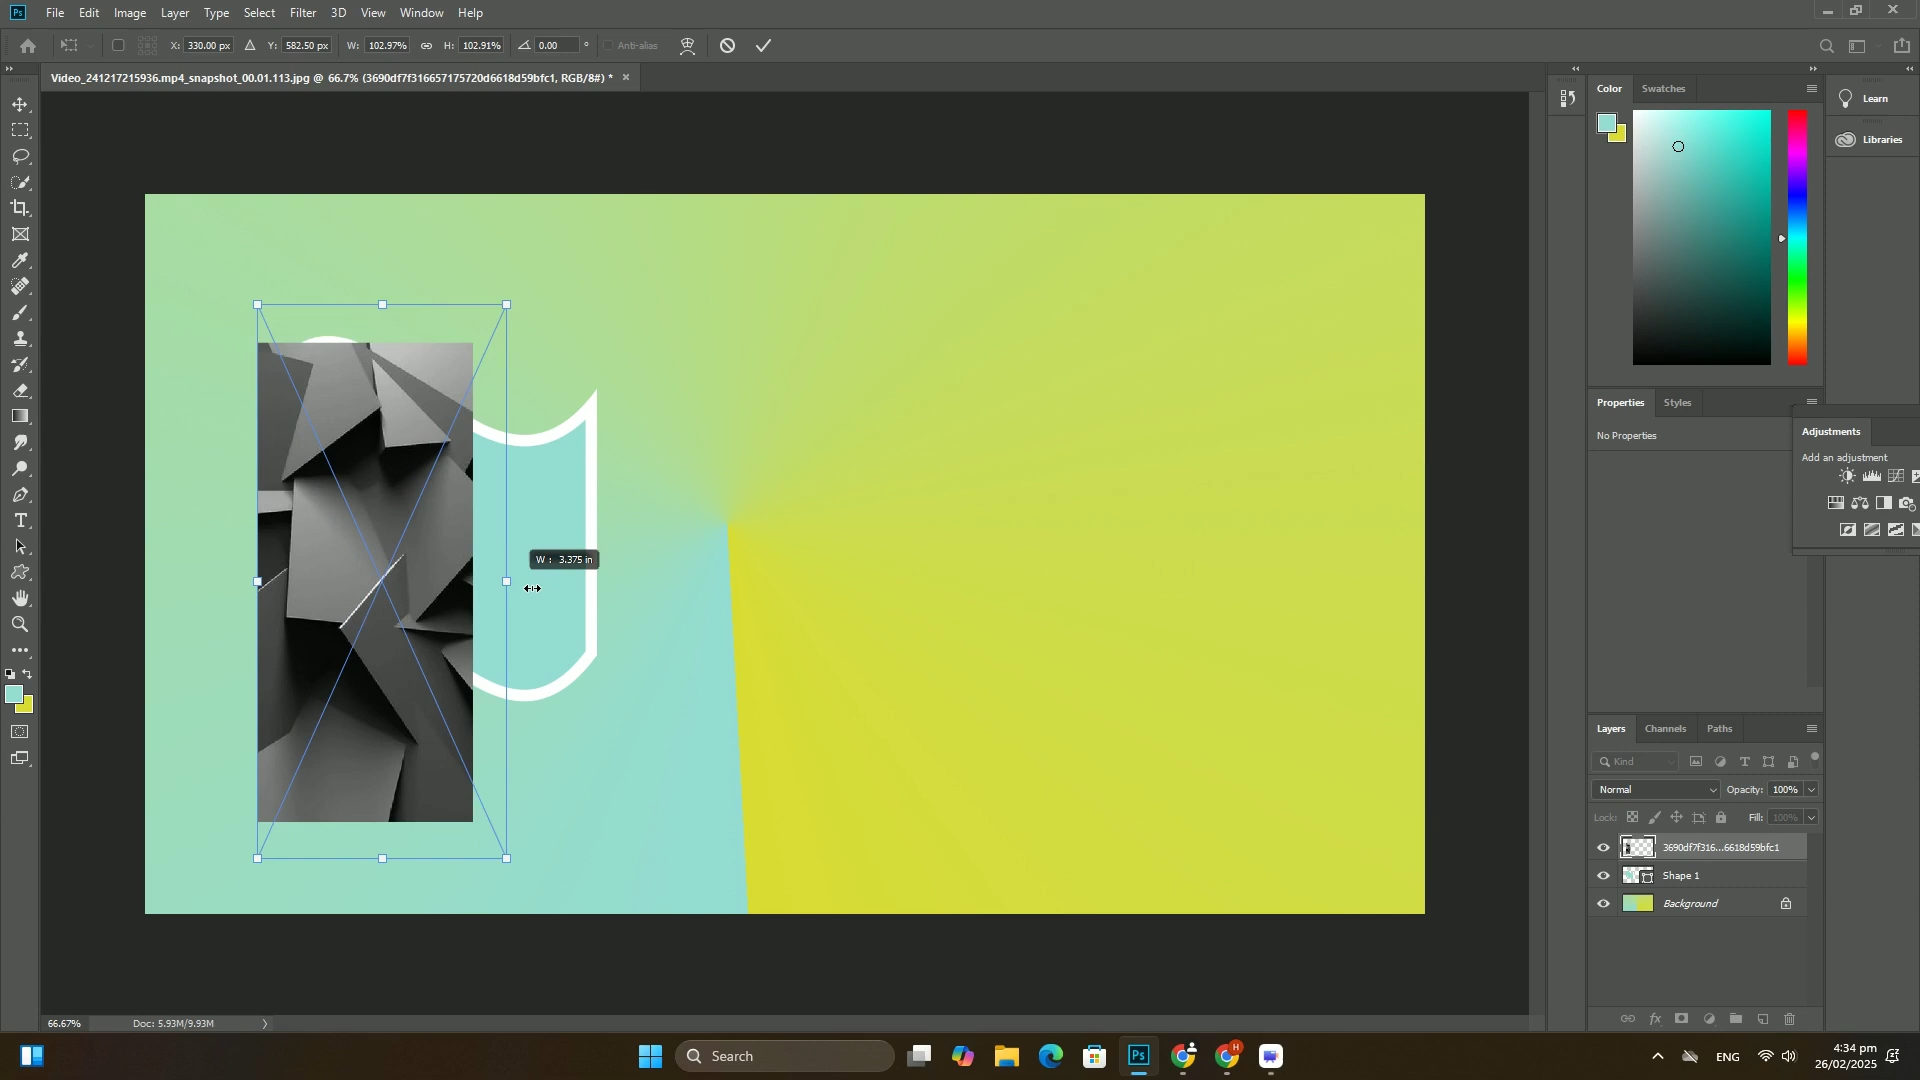 Ps File Edit Image Layer Type Select Filter 3D View Window Help
X: 330.00 px Y: 582.50 px W: 102.97% H: 102.91% 0.00 ° Anti-alias
Video_241217215936.mp4_snapshot_00.01.113.jpg @ 66.7% (3690df7f316657175720d6618d59bfc1, RGB/8#) *
Color Swatches
Learn
Libraries
W : 3.375 in
Properties Styles
No Properties
Adjustments
Add an adjustment
Layers Channels Paths
Kind
Normal Opacity: 100%
Lock: Fill: 100%
3690df7f316...6618d59bfc1
Shape 1
Background
66.67% Doc: 5.93M/9.93M
Search
Ps
H
ENG
4:34 pm
26/02/2025